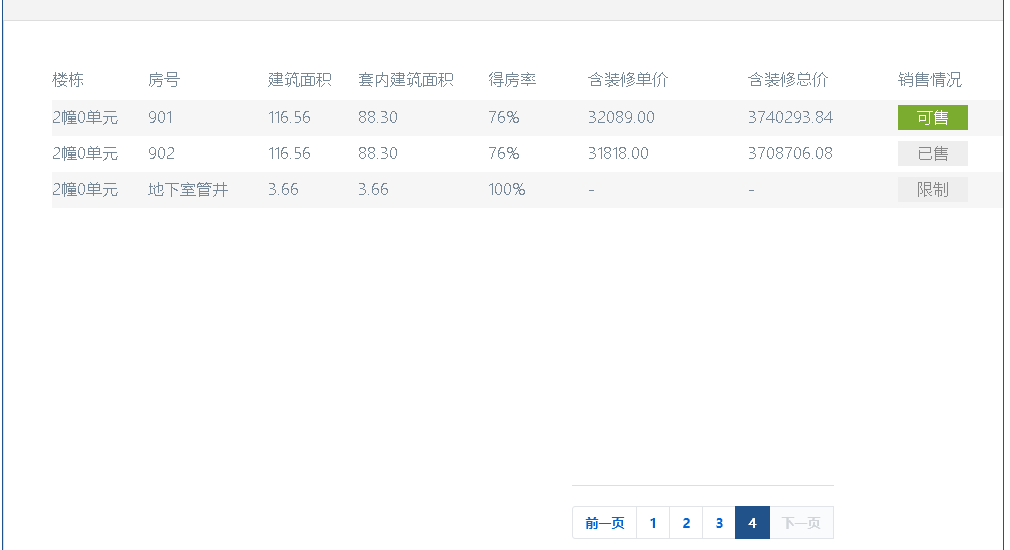 楼栋 房号 建筑面积 套内建筑面积 得房率 含装修单价 含装修总价 销售情况
2幢0单元 901 116.56 88.30 76% 32089.00 3740293.84 可售
2幢0单元 902 116.56 88.30 76% 31818.00 3708706.08 已售
2幢0单元 地下室管井 3.66 3.66 100% - - 限制
前一页 1 2 3 4 下一页